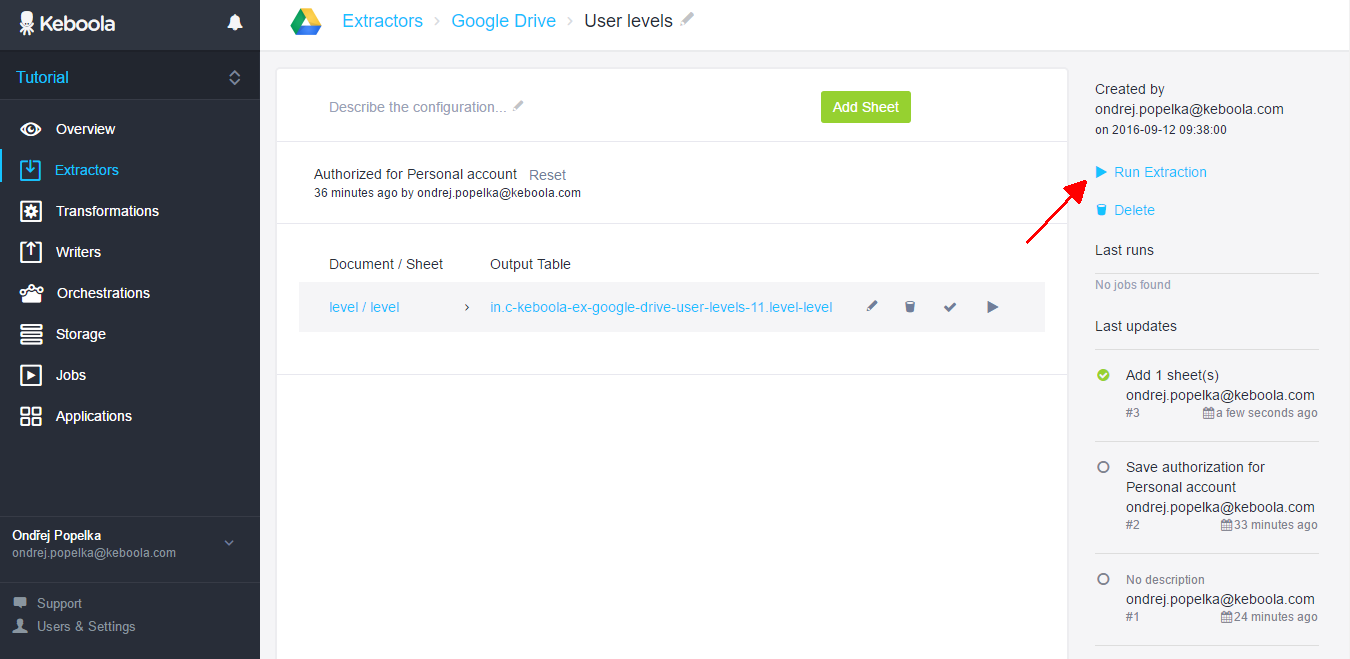 Keboola
Extractors › Google Drive › User levels
Tutorial
Overview
Extractors
Transformations
Writers
Orchestrations
Storage
Jobs
Applications
Ondřej Popelka
ondrej.popelka@keboola.com
Support
Users & Settings
Describe the configuration...
Add Sheet
Authorized for Personal account Reset
36 minutes ago by ondrej.popelka@keboola.com
Document / Sheet Output Table
level / level › in.c-keboola-ex-google-drive-user-levels-11.level-level
Created by
ondrej.popelka@keboola.com
on 2016-09-12 09:38:00
Run Extraction
Delete
Last runs
No jobs found
Last updates
Add 1 sheet(s)
ondrej.popelka@keboola.com
#3 a few seconds ago
Save authorization for
Personal account
ondrej.popelka@keboola.com
#2 33 minutes ago
No description
ondrej.popelka@keboola.com
#1 24 minutes ago